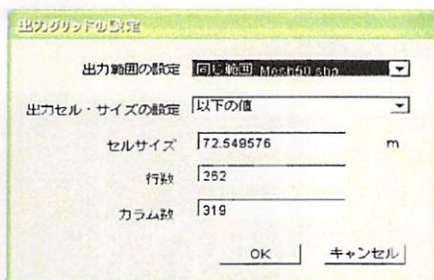 出力グリッドの設定
出力範囲の設定 同じ範囲 Mesh50.shp
出力セル・サイズの設定 以下の値
セルサイズ 72.549576 m
行数 252
カラム数 319
OK キャンセル